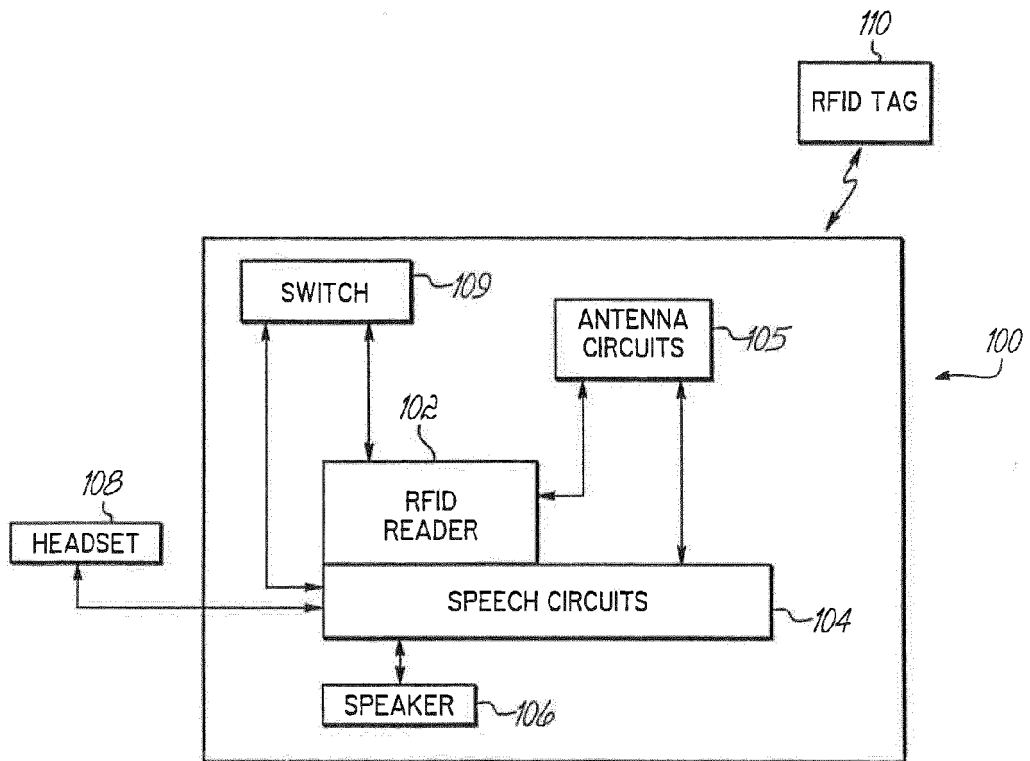 110
RFID TAG
SWITCH
109
ANTENNA
CIRCUITS
105
100
102
RFID
READER
108
HEADSET
SPEECH CIRCUITS
104
SPEAKER
106